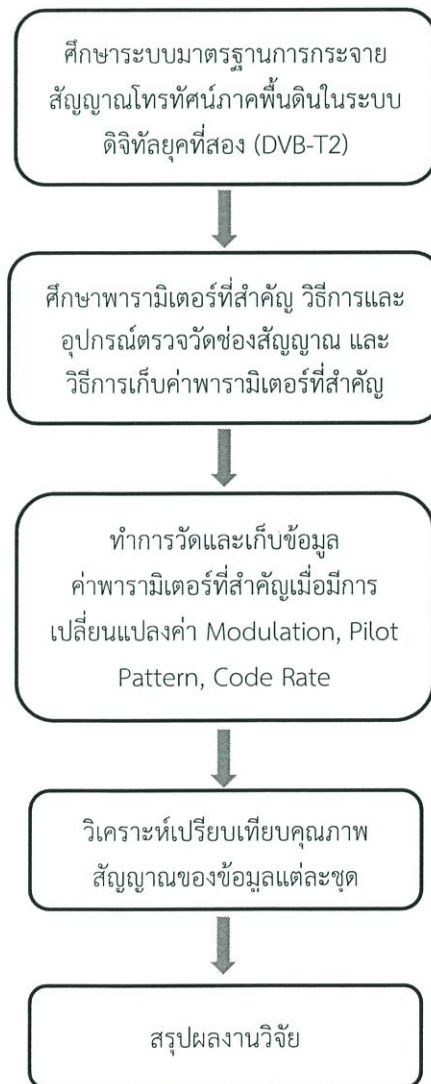 ศึกษาระบบมาตรฐานการกระจาย
สัญญาณโทรทัศน์ภาคพื้นดินในระบบ
ดิจิทัลยุคที่สอง (DVB-T2)
ศึกษาพารามิเตอร์ที่สำคัญ วิธีการและ
อุปกรณ์ตรวจวัดช่องสัญญาณ และ
วิธีการเก็บค่าพารามิเตอร์ที่สำคัญ
ทำการวัดและเก็บข้อมูล
ค่าพารามิเตอร์ที่สำคัญเมื่อมีการ
เปลี่ยนแปลงค่า Modulation, Pilot
Pattern, Code Rate
วิเคราะห์เปรียบเทียบคุณภาพ
สัญญาณของข้อมูลแต่ละชุด
สรุปผลงานวิจัย